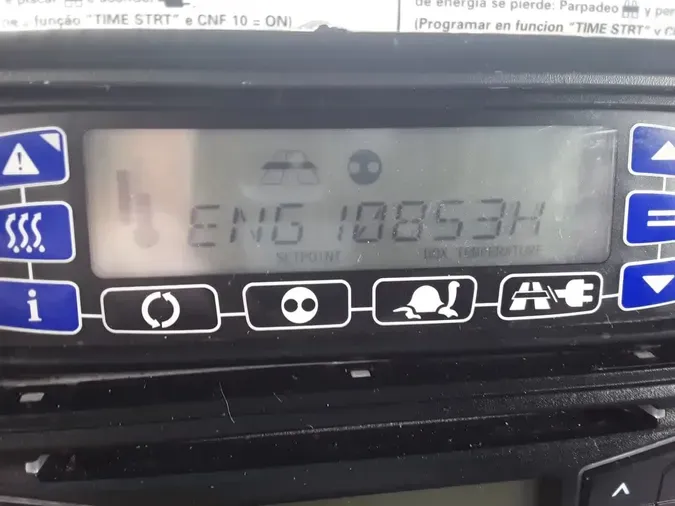 função "TIME STRT" e CNF 10 = ON)
de energía se pierde: Parpadeo
(Programar en funcion "TIME STRT" y
ENG 10853H
SETPOINT BOX TEMPERATURE
i